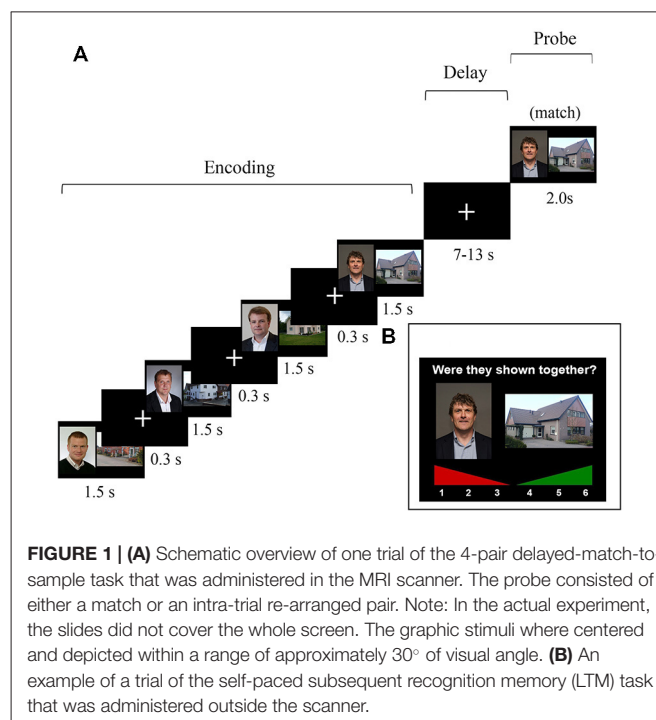 A
Probe
Delay
(match)
Encoding
2.0s
7-13 s
1.5 s
0.3 s
B
1.5 s
0.3 s
1.5 s
0.3 s
1.5 s
Were they shown together?
1 2 3 4 5 6
FIGURE 1 | (A) Schematic overview of one trial of the 4-pair delayed-match-to
sample task that was administered in the MRI scanner. The probe consisted of
either a match or an intra-trial re-arranged pair. Note: In the actual experiment,
the slides did not cover the whole screen. The graphic stimuli where centered
and depicted within a range of approximately 30° of visual angle. (B) An
example of a trial of the self-paced subsequent recognition memory (LTM) task
that was administered outside the scanner.